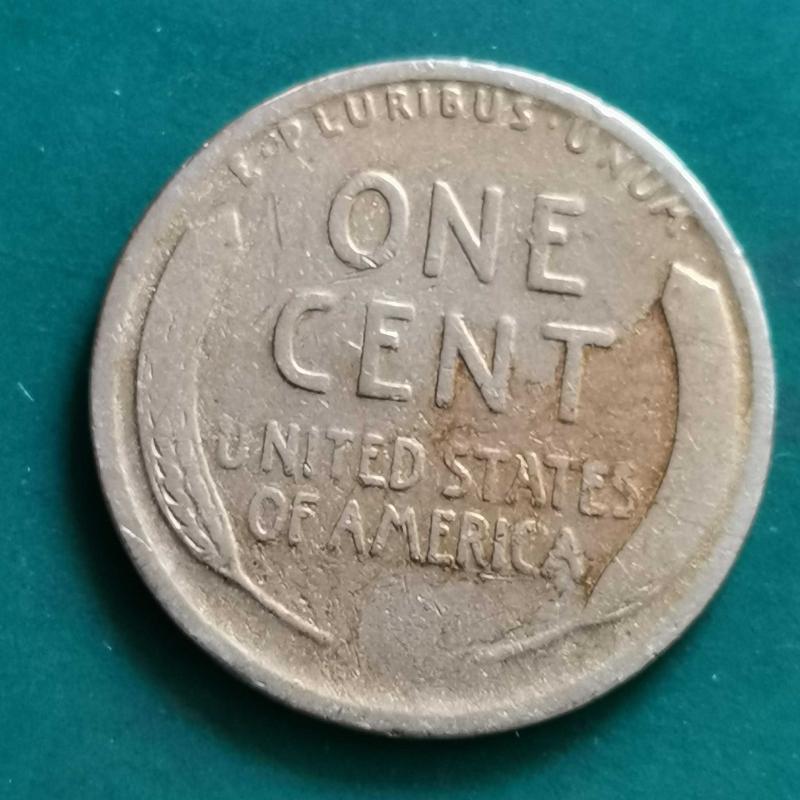 E·PLURIBUS·UNUM
ONE
CENT
UNITED STATES
OF AMERICA